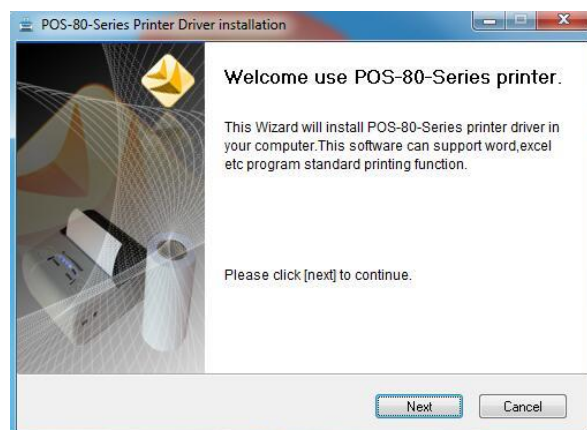 POS-80-Series Printer Driver installation
Welcome use POS-80-Series printer.
This Wizard will install POS-80-Series printer driver in
your computer.This software can support word,excel
etc program standard printing function.
Please click [next] to continue.
Next
Cancel